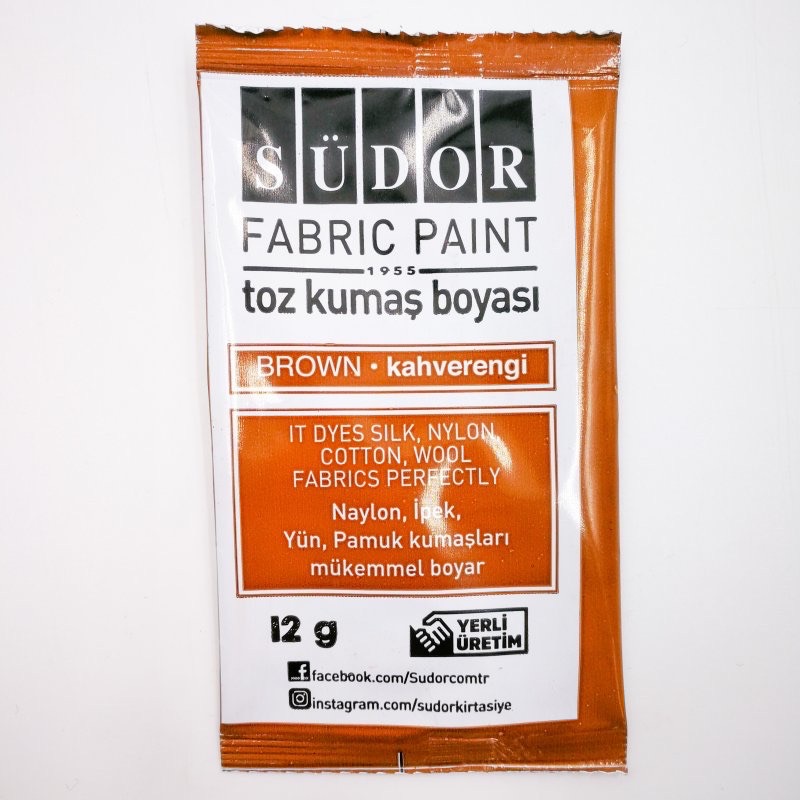 SÜDOR
FABRIC PAINT
1955
toz kumaş boyası
BROWN • kahverengi
IT DYES SILK, NYLON
COTTON, WOOL
FABRICS PERFECTLY
Naylon, İpek,
Yün, Pamuk kumaşları
mükemmel boyar
12 g
YERLİ
ÜRETİM
facebook.com/Sudorcomtr
instagram.com/sudorkirtasiye